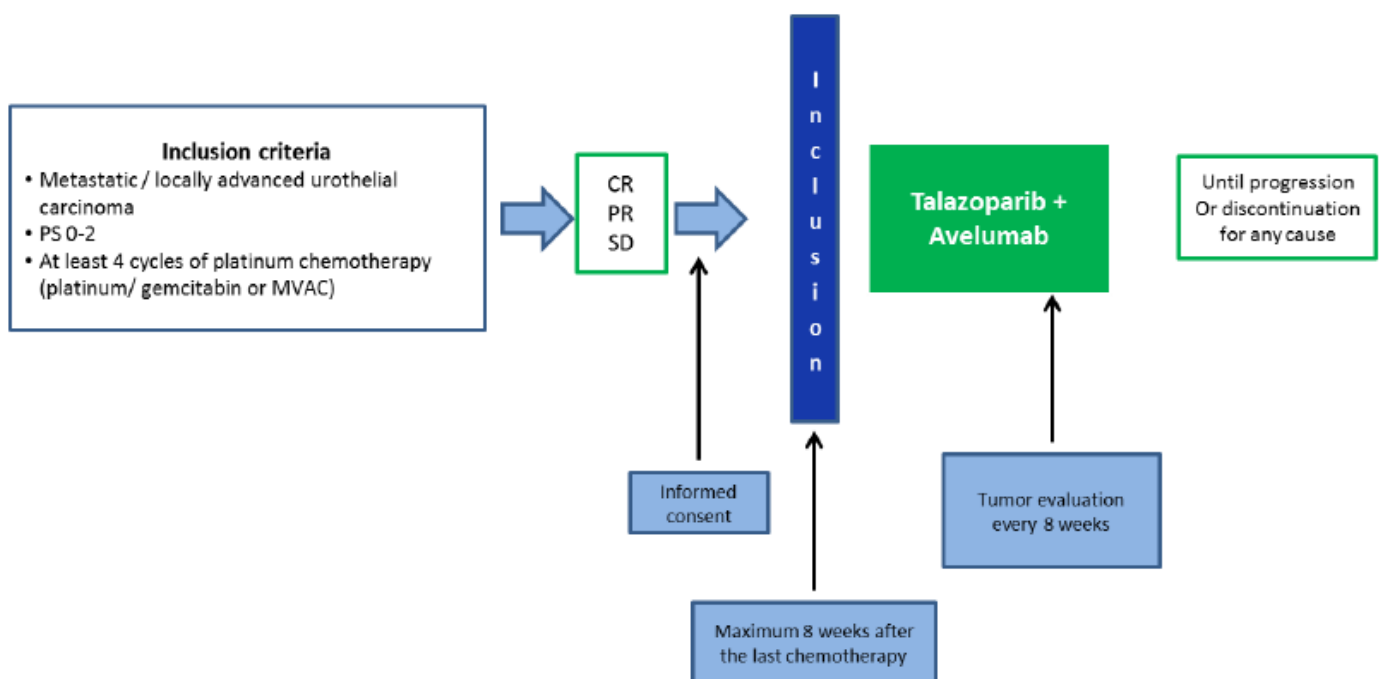 Inclusion criteria
• Metastatic / locally advanced urothelial
carcinoma
• PS 0-2
• At least 4 cycles of platinum chemotherapy
(platinum/ gemcitabin or MVAC)
CR
PR
SD
Inclusion
Talazoparib +
Avelumab
Until progression
Or discontinuation
for any cause
Informed
consent
Tumor evaluation
every 8 weeks
Maximum 8 weeks after
the last chemotherapy